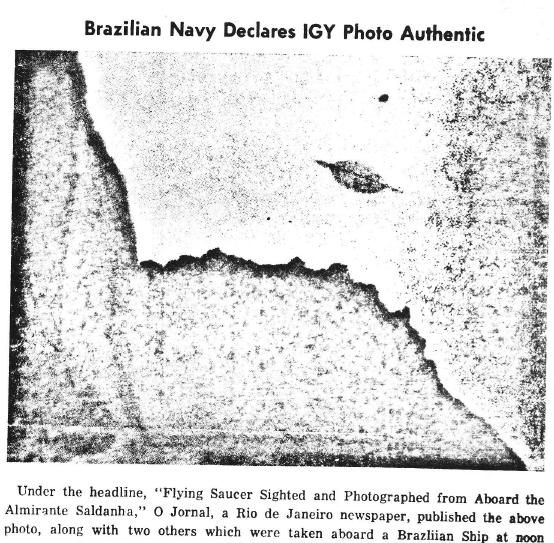 Brazilian Navy Declares IGY Photo Authentic
Under the headline, "Flying Saucer Sighted and Photographed from Aboard the
Almirante Saldanha," O Jornal, a Rio de Janeiro newspaper, published the above
photo, along with two others which were taken aboard a Brazliian Ship at noon